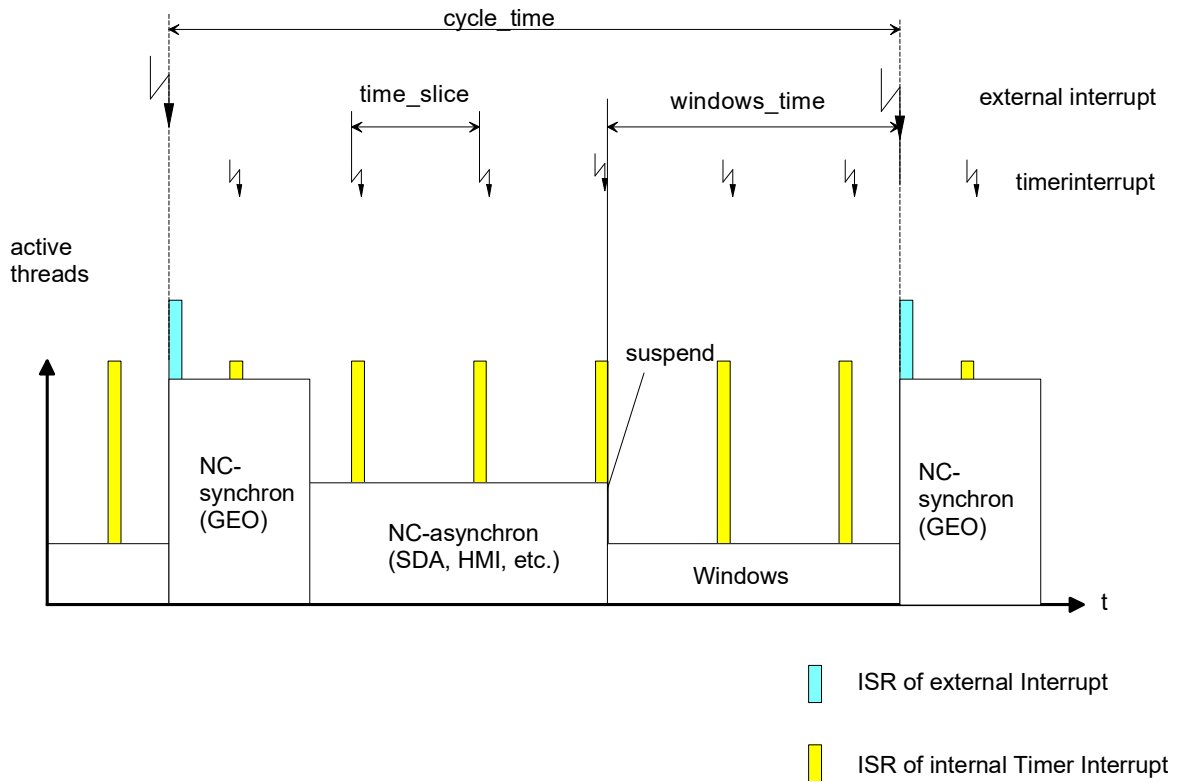 cycle_time
time_slice
windows_time
external interrupt
timerinterrupt
active
threads
suspend
NC-
synchron
(GEO)
NC-asynchron
(SDA, HMI, etc.)
Windows
NC-
synchron
(GEO)
t
ISR of external Interrupt
ISR of internal Timer Interrupt